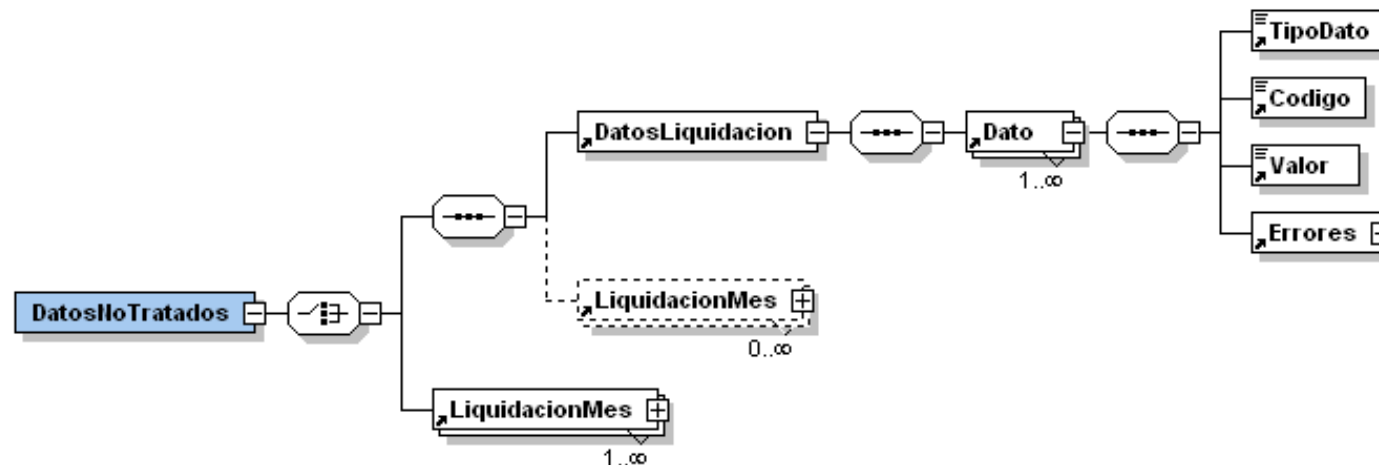 TipoDato
Codigo
DatosLiquidacion
Dato
Valor
1..∞
Errores
LiquidacionMes
DatosNoTratados
0..∞
LiquidacionMes
1..∞